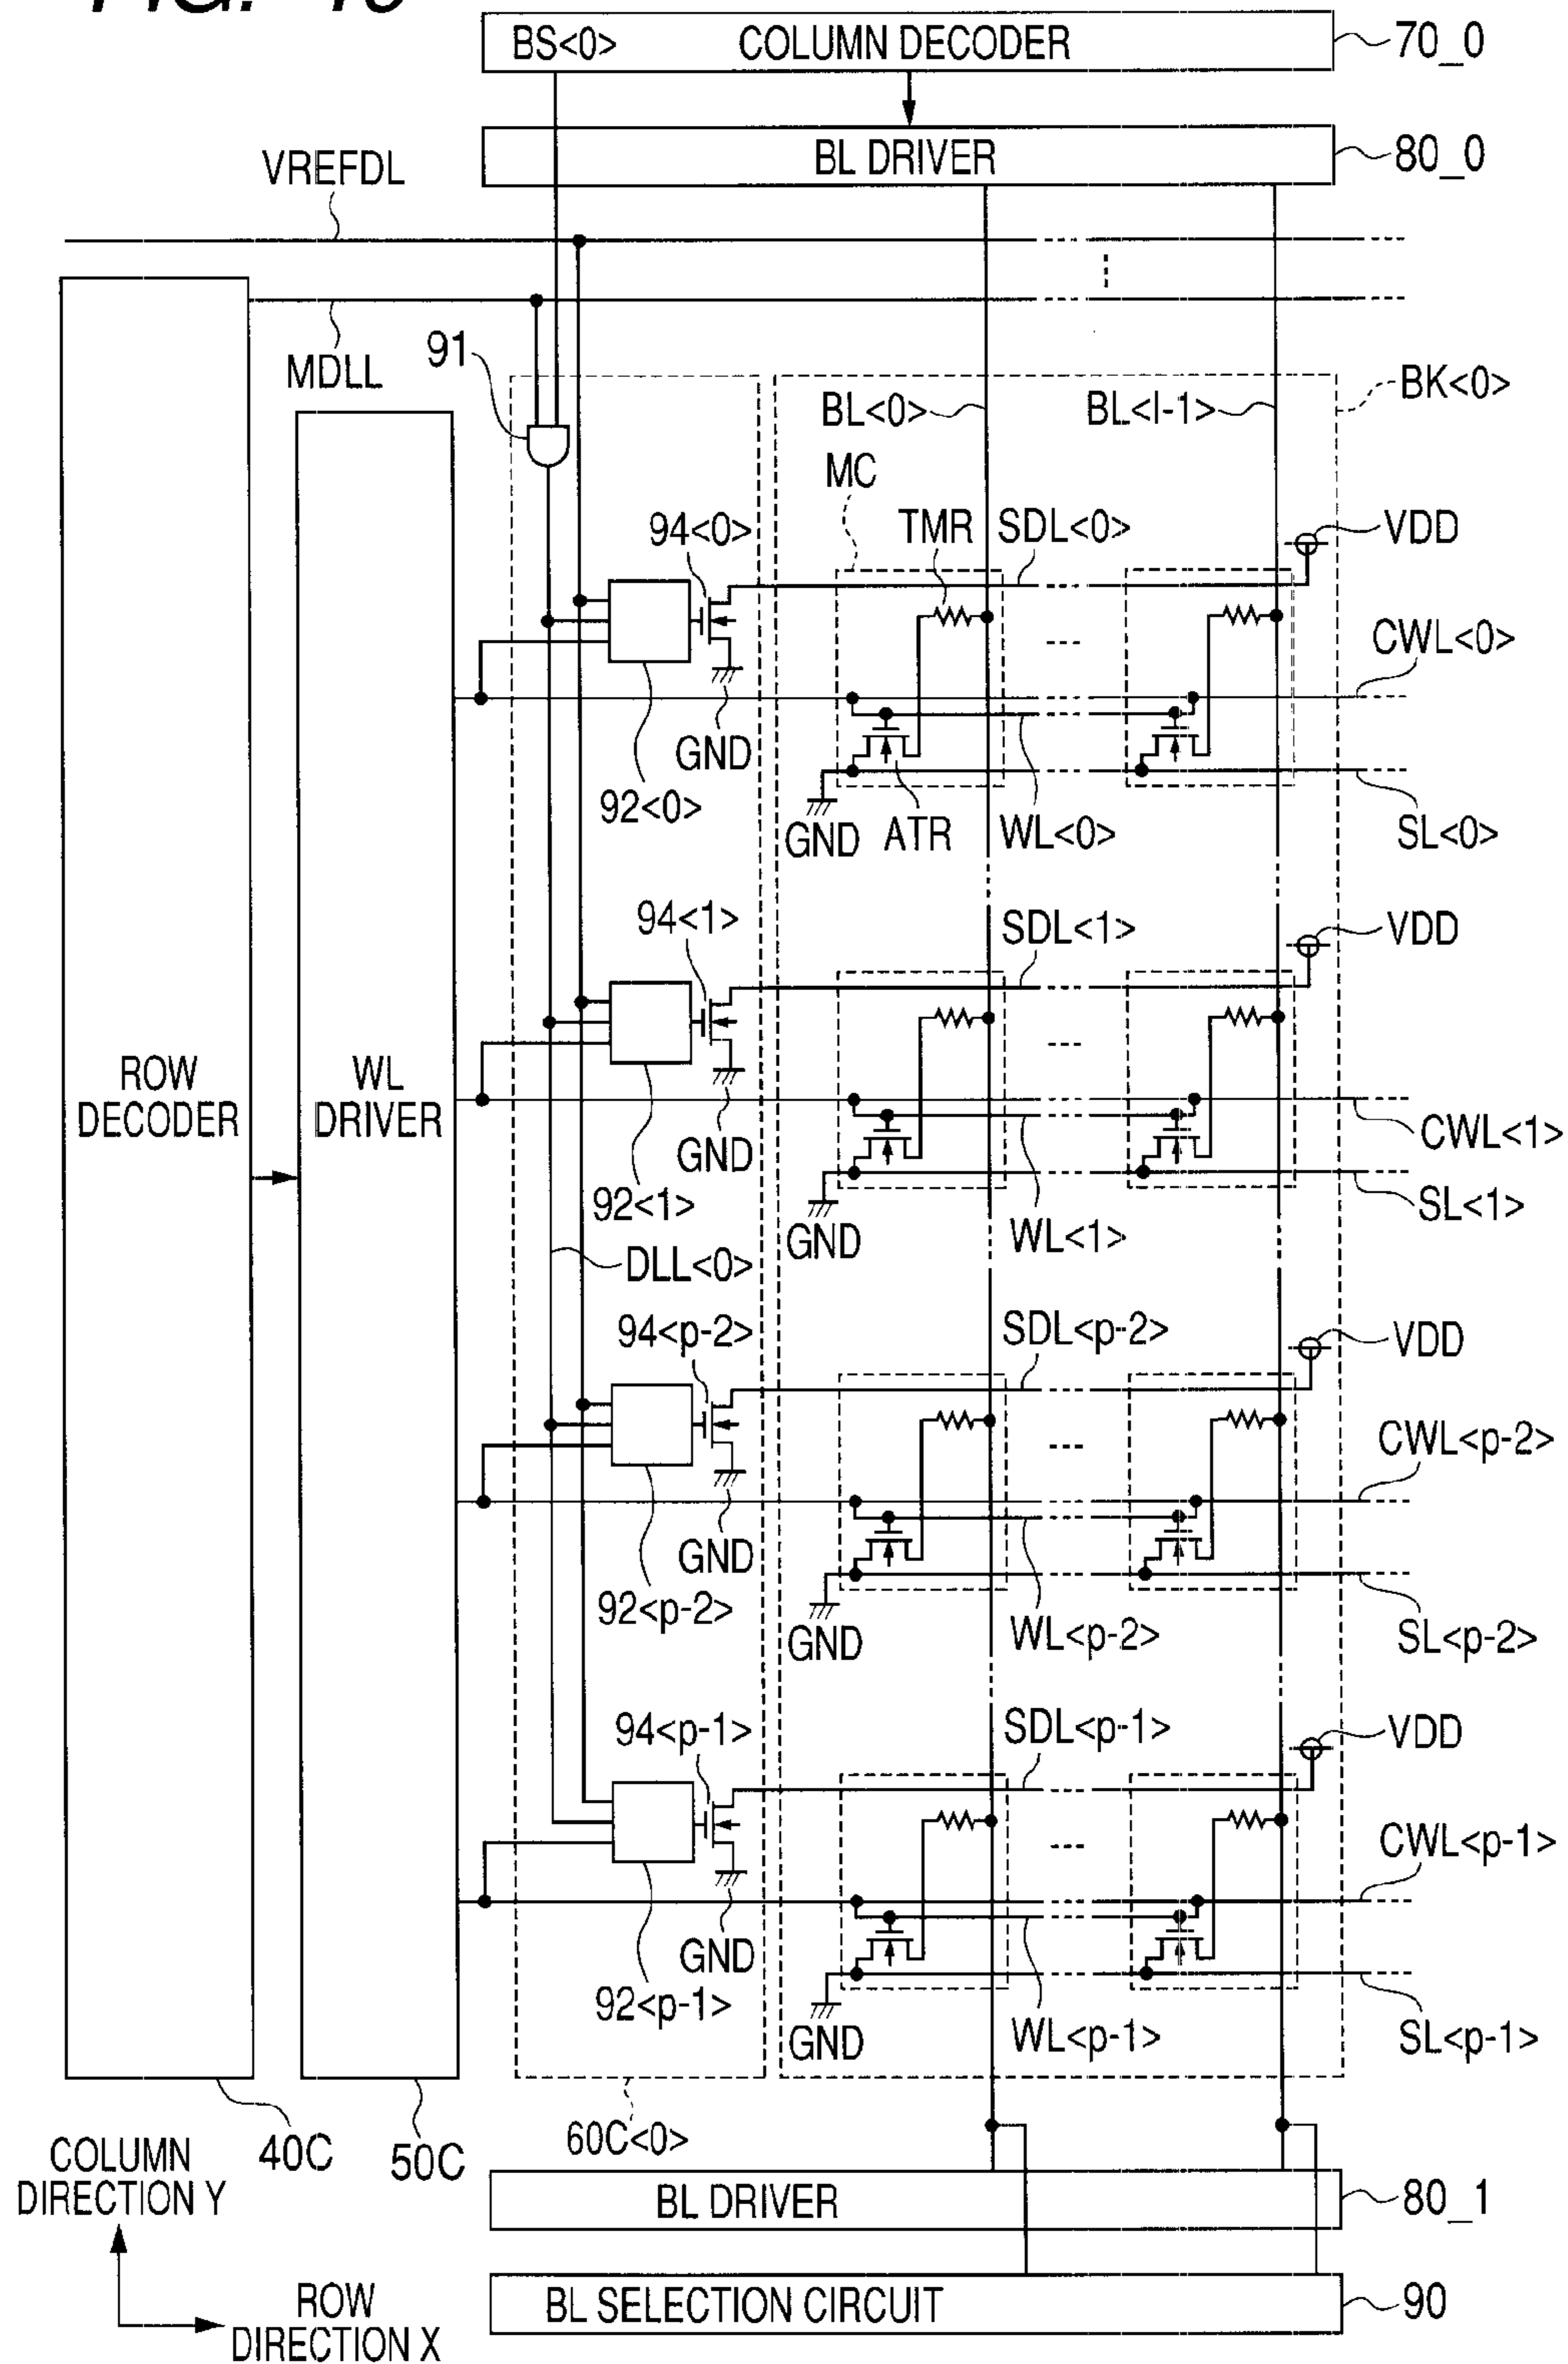 BS<0> COLUMN DECODER
70_0
BL DRIVER
80_0
VREFDL
MDLL
91
BL<0>
BL<l-1>
BK<0>
MC
94<0>
TMR
SDL<0>
VDD
CWL<0>
GND
92<0>
GND
ATR
WL<0>
SL<0>
94<1>
SDL<1>
VDD
ROW
DECODER
WL
DRIVER
GND
CWL<1>
92<1>
GND
WL<1>
SL<1>
DLL<0>
94<p-2>
SDL<p-2>
VDD
CWL<p-2>
GND
92<p-2>
GND
WL<p-2>
SL<p-2>
94<p-1>
SDL<p-1>
VDD
CWL<p-1>
GND
92<p-1>
GND
WL<p-1>
SL<p-1>
40C
50C
60C<0>
COLUMN
DIRECTION Y
BL DRIVER
80_1
ROW
DIRECTION X
BL SELECTION CIRCUIT
90